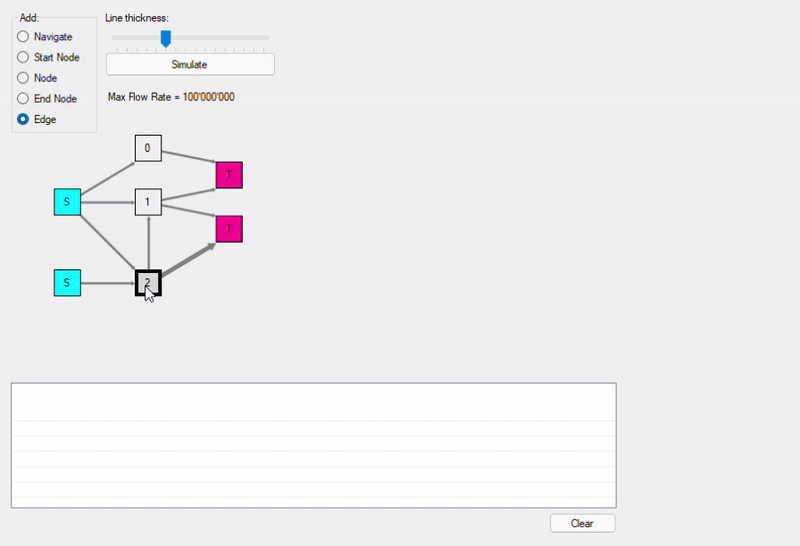 Add:
Navigate
Start Node
Node
End Node
Edge
Line thickness:
Simulate
Max Flow Rate = 100'000'000
0
T
S
1
T
S
2
Clear